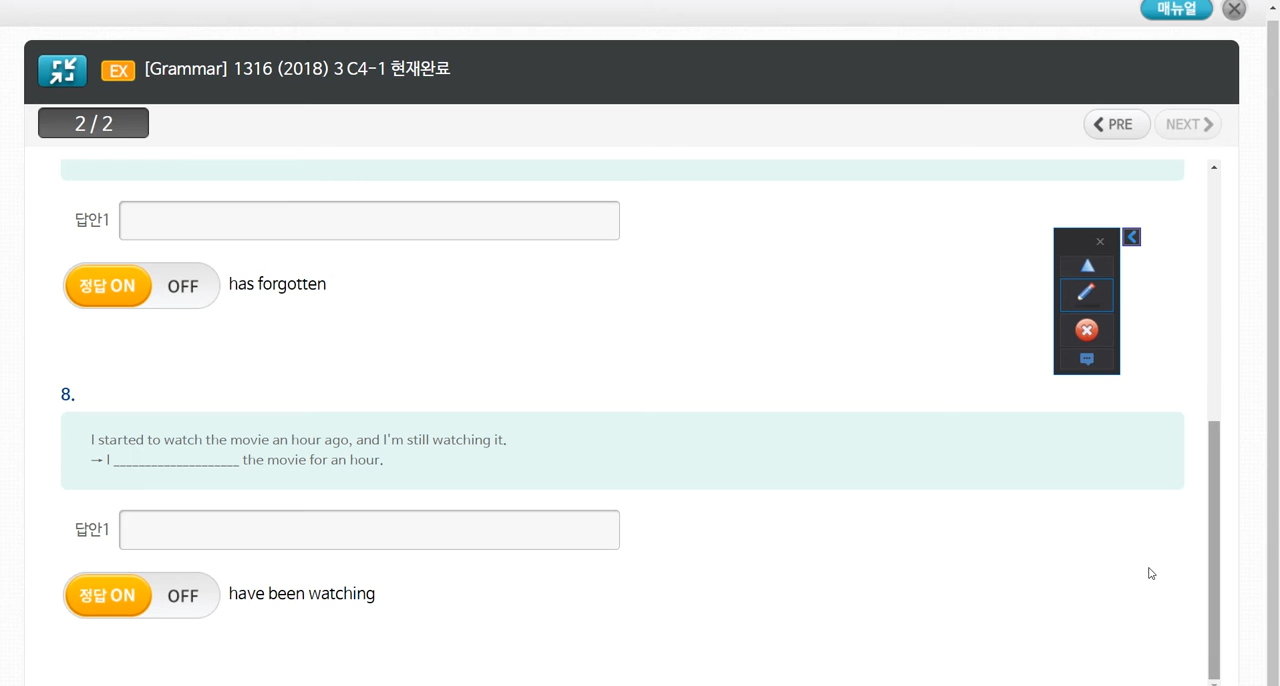 매뉴얼
EX [Grammar] 1316 (2018) 3 C4-1 현재완료
2 / 2
PRE NEXT
답안1
정답 ON OFF has forgotten
8.
I started to watch the movie an hour ago, and I'm still watching it.
→ I ____________________ the movie for an hour.
답안1
정답 ON OFF have been watching